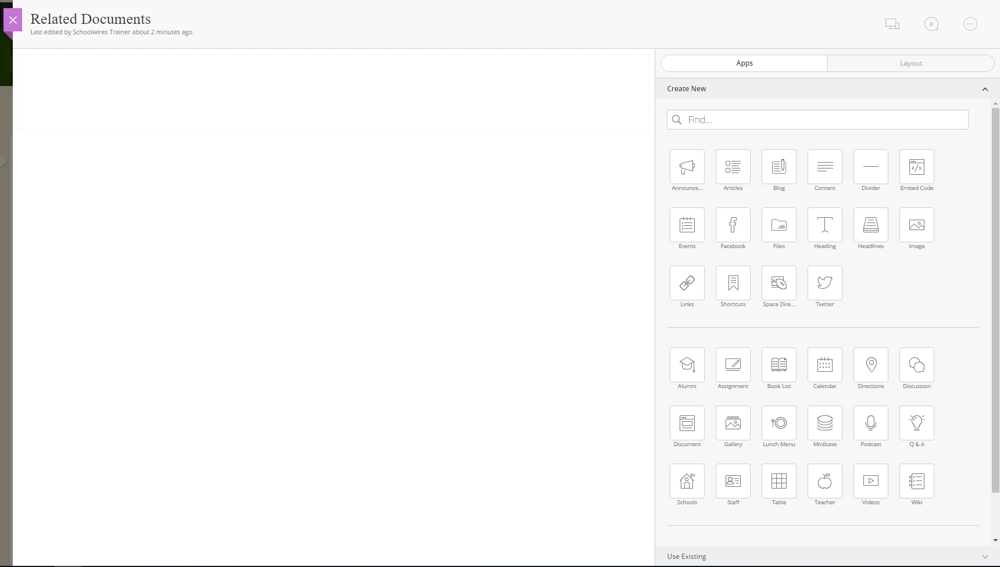 Related Documents
Last edited by Schoolwires Trainer about 2 minutes ago.
0
Apps Layout
Create New
Find...
Announce... Articles Blog Content Divider Embed Code
Events Facebook Files Heading Headlines Image
Links Shortcuts Space Dire... Twitter
Alumni Assignment Book List Calendar Directions Discussion
Document Gallery Lunch Menu Minibase Podcast Q & A
Schools Staff Table Teacher Videos Wiki
Use Existing